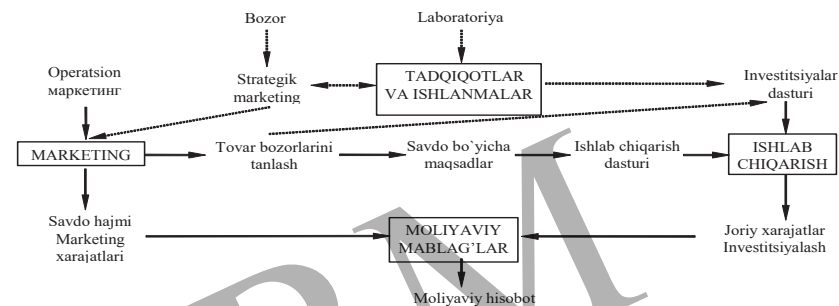 Bozor
Laboratoriya
Operatsion
маркетинг
Strategik
marketing
TADQIQOTLAR
VA ISHLANMALAR
Investitsiyalar
dasturi
MARKETING
Tovar bozorlarini
tanlash
Savdo bo`yicha
maqsadlar
Ishlab chiqarish
dasturi
ISHLAB
CHIQARISH
Savdo hajmi
Marketing
xarajatlari
MOLIYAVIY
MABLAG’LAR
Joriy xarajatlar
Investitsiyalash
Moliyaviy hisobot